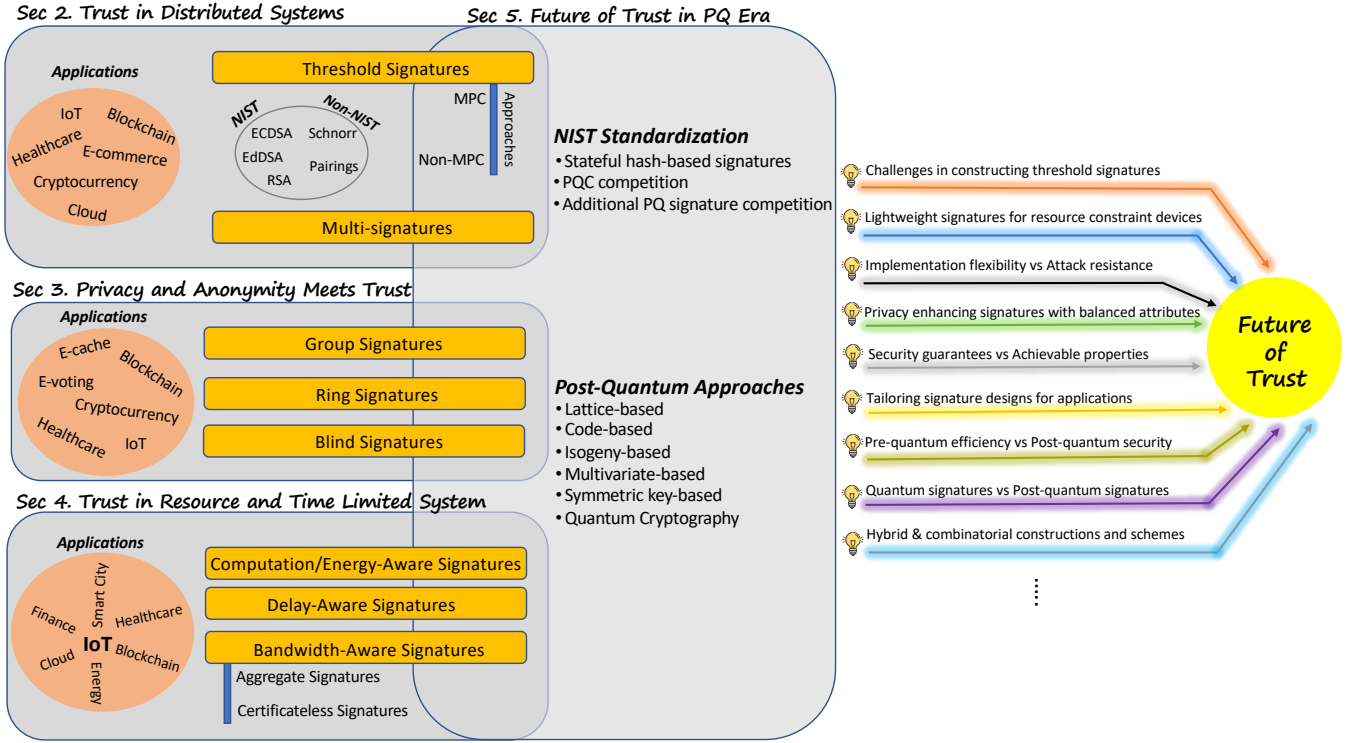 Sec 2. Trust in Distributed Systems
Applications
IoT
Blockchain
Healthcare
E-commerce
Cryptocurrency
Cloud
Threshold Signatures
NIST
Non-NIST
ECDSA
Schnorr
EdDSA
Pairings
RSA
MPC
Non-MPC
Approaches
Multi-signatures
Sec 3. Privacy and Anonymity Meets Trust
Applications
E-cache
Blockchain
E-voting
Cryptocurrency
Healthcare
IoT
Group Signatures
Ring Signatures
Blind Signatures
Sec 4. Trust in Resource and Time Limited System
Applications
Smart City
Finance
Healthcare
IoT
Cloud
Blockchain
Energy
Computation/Energy-Aware Signatures
Delay-Aware Signatures
Bandwidth-Aware Signatures
Aggregate Signatures
Certificateless Signatures
Sec 5. Future of Trust in PQ Era
NIST Standardization
• Stateful hash-based signatures
• PQC competition
• Additional PQ signature competition
Post-Quantum Approaches
• Lattice-based
• Code-based
• Isogeny-based
• Multivariate-based
• Symmetric key-based
• Quantum Cryptography
Challenges in constructing threshold signatures
Lightweight signatures for resource constraint devices
Implementation flexibility vs Attack resistance
Privacy enhancing signatures with balanced attributes
Security guarantees vs Achievable properties
Tailoring signature designs for applications
Pre-quantum efficiency vs Post-quantum security
Quantum signatures vs Post-quantum signatures
Hybrid & combinatorial constructions and schemes
Future
of
Trust